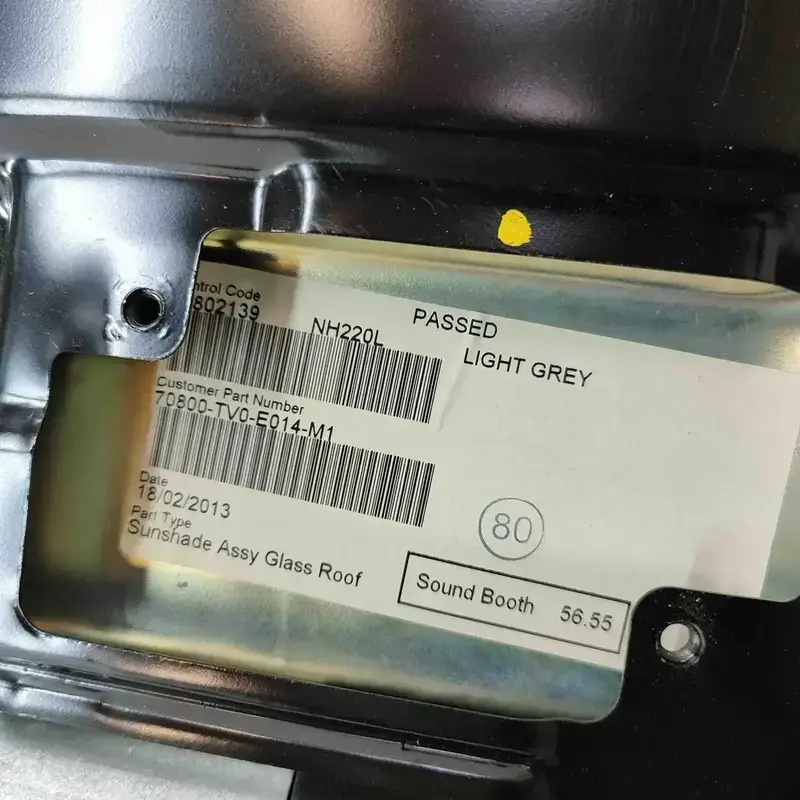 ntrol Code
802139
NH220L
PASSED
LIGHT GREY
Customer Part Number
70800-TV0-E014-M1
Date
18/02/2013
Part Type
Sunshade Assy Glass Roof
80
Sound Booth 56.55